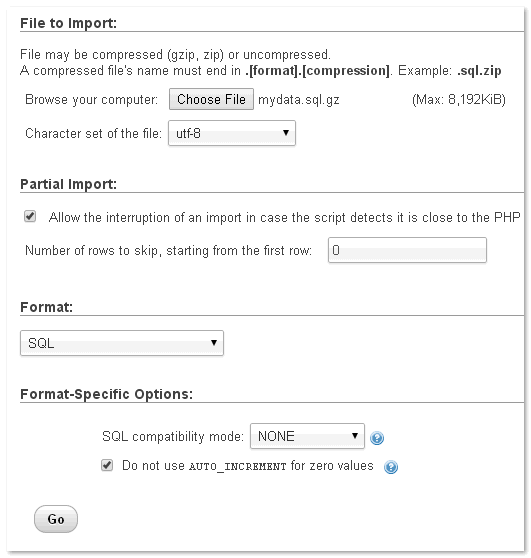 File to Import:
File may be compressed (gzip, zip) or uncompressed.
A compressed file's name must end in .[format].[compression]. Example: .sql.zip
Browse your computer: Choose File mydata.sql.gz (Max: 8,192KiB)
Character set of the file: utf-8
Partial Import:
Allow the interruption of an import in case the script detects it is close to the PHP
Number of rows to skip, starting from the first row: 0
Format:
SQL
Format-Specific Options:
SQL compatibility mode: NONE
Do not use AUTO_INCREMENT for zero values
Go